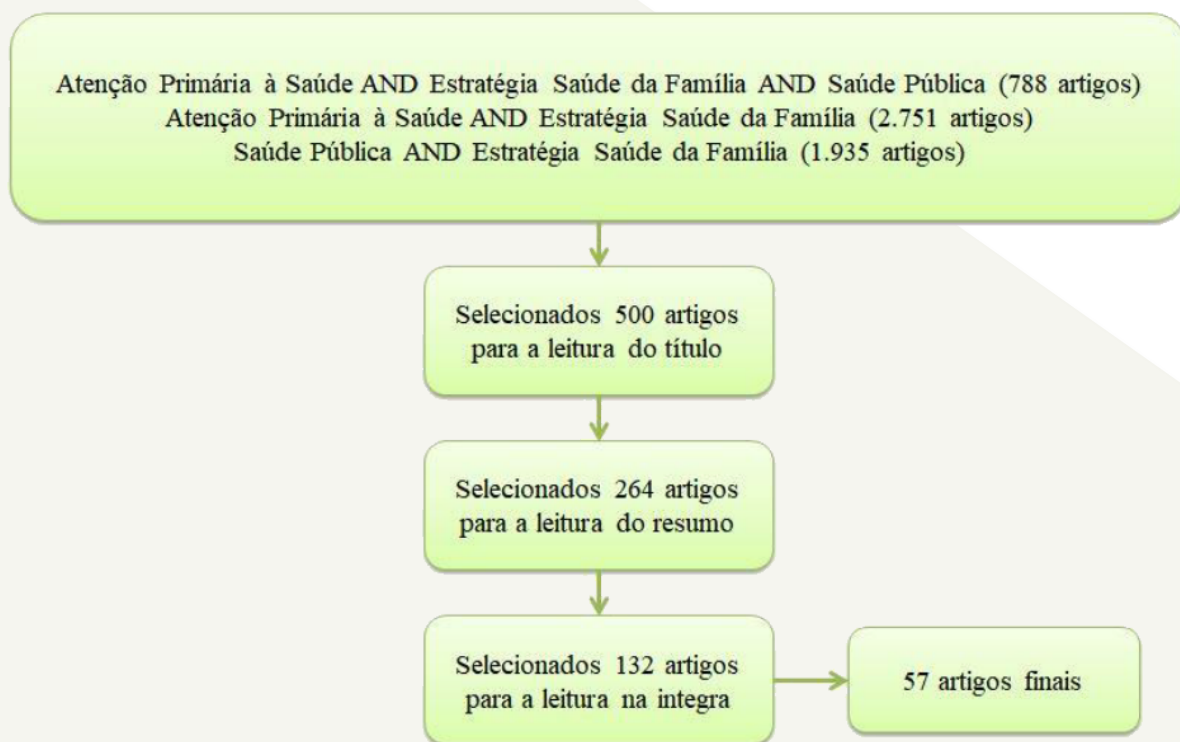 Atenção Primária à Saúde AND Estratégia Saúde da Família AND Saúde Pública (788 artigos)
Atenção Primária à Saúde AND Estratégia Saúde da Família (2.751 artigos)
Saúde Pública AND Estratégia Saúde da Família (1.935 artigos)
Selecionados 500 artigos
para a leitura do título
Selecionados 264 artigos
para a leitura do resumo
Selecionados 132 artigos
para a leitura na integra
57 artigos finais